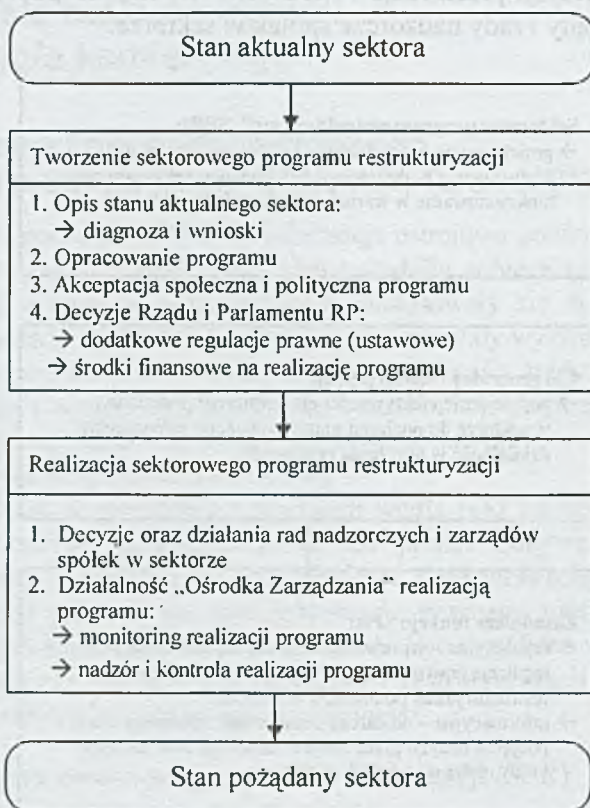 Stan aktualny sektora
Tworzenie sektorowego programu restrukturyzacji
1. Opis stanu aktualnego sektora:
→ diagnoza i wnioski
2. Opracowanie programu
3. Akceptacja społeczna i polityczna programu
4. Decyzje Rządu i Parlamentu RP:
→ dodatkowe regulacje prawne (ustawowe)
→ środki finansowe na realizację programu
Realizacja sektorowego programu restrukturyzacji
1. Decyzje oraz działania rad nadzorczych i zarządów
spółek w sektorze
2. Działalność „Ośrodka Zarządzania" realizacją
programu:
→ monitoring realizacji programu
→ nadzór i kontrola realizacji programu
Stan pożądany sektora